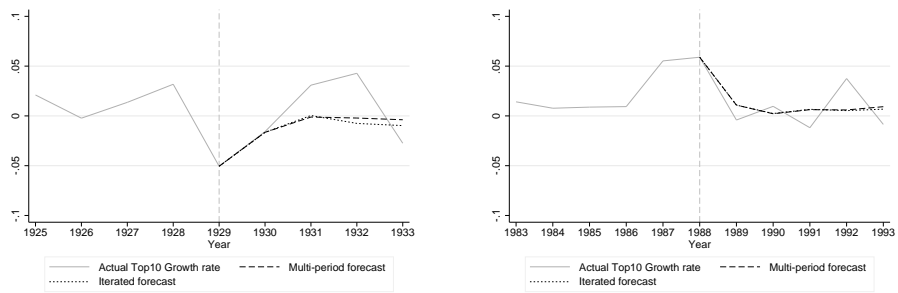 .1
.05
0
-.05
-.1
1925 1926 1927 1928 1929 1930 1931 1932 1933
Year
Actual Top10 Growth rate Multi-period forecast
Iterated forecast
.1
.05
0
-.05
-.1
1983 1984 1985 1986 1987 1988 1989 1990 1991 1992 1993
Year
Actual Top10 Growth rate Multi-period forecast
Iterated forecast